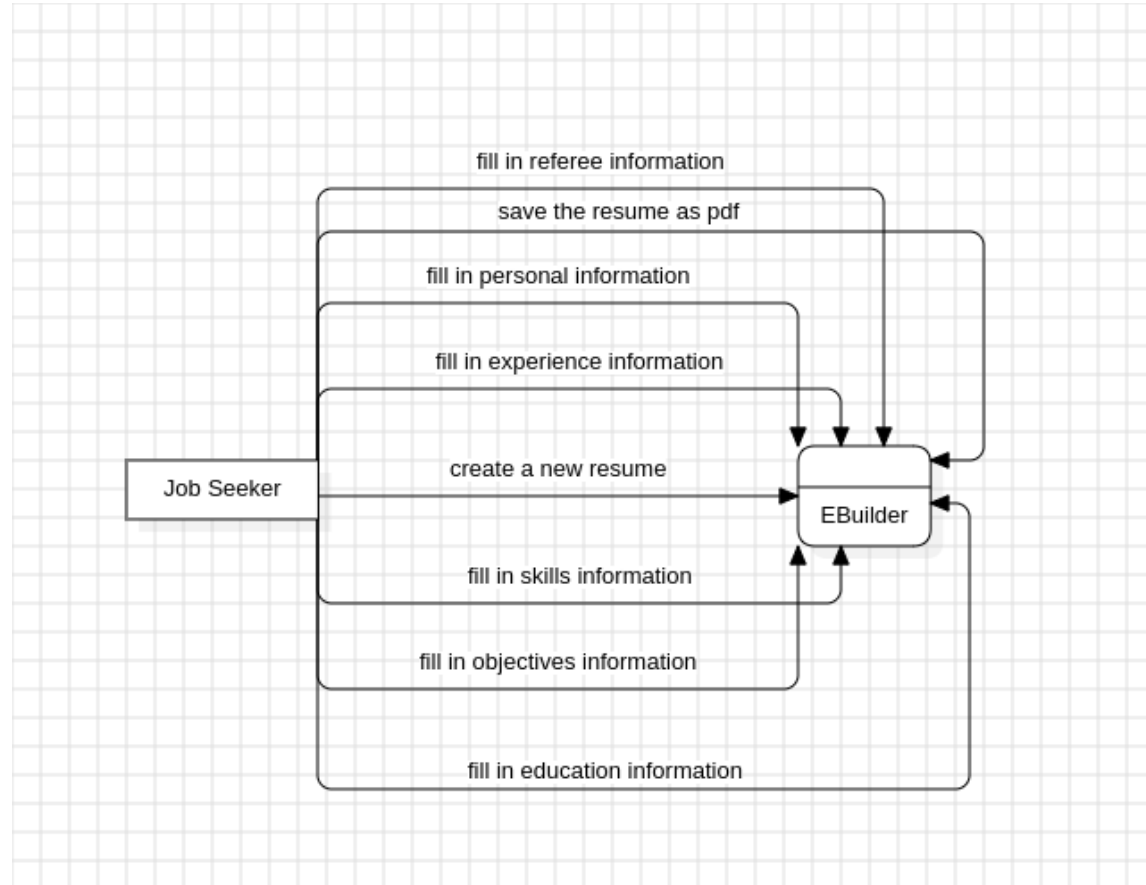 fill in referee information
save the resume as pdf
fill in personal information
fill in experience information
create a new resume
Job Seeker
EBuilder
fill in skills information
fill in objectives information
fill in education information